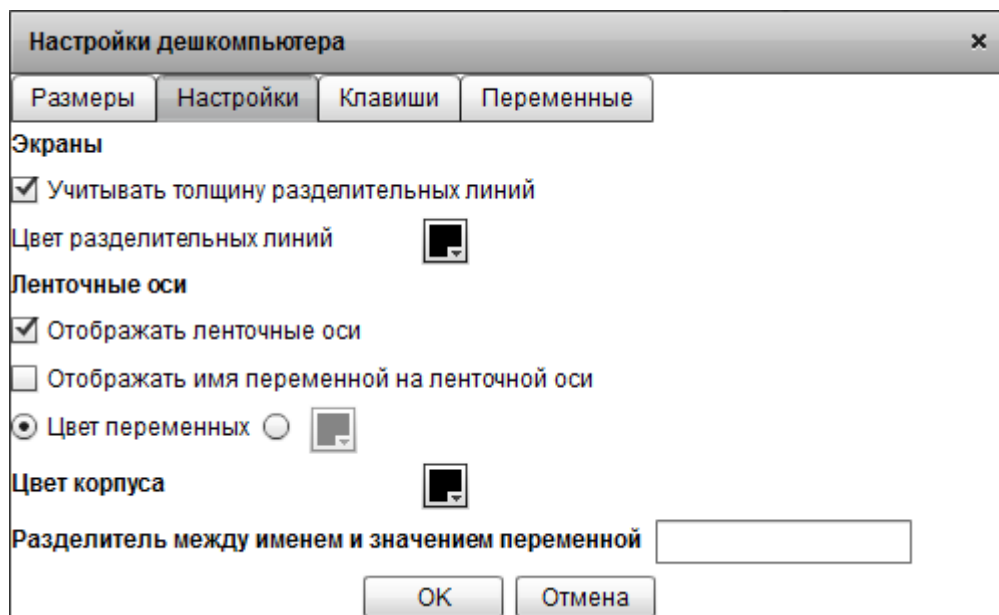 Настройки дешкомпьютера
Размеры Настройки Клавиши Переменные
Экраны
Учитывать толщину разделительных линий
Цвет разделительных линий
Ленточные оси
Отображать ленточные оси
Отображать имя переменной на ленточной оси
Цвет переменных
Цвет корпуса
Разделитель между именем и значением переменной
OK Отмена